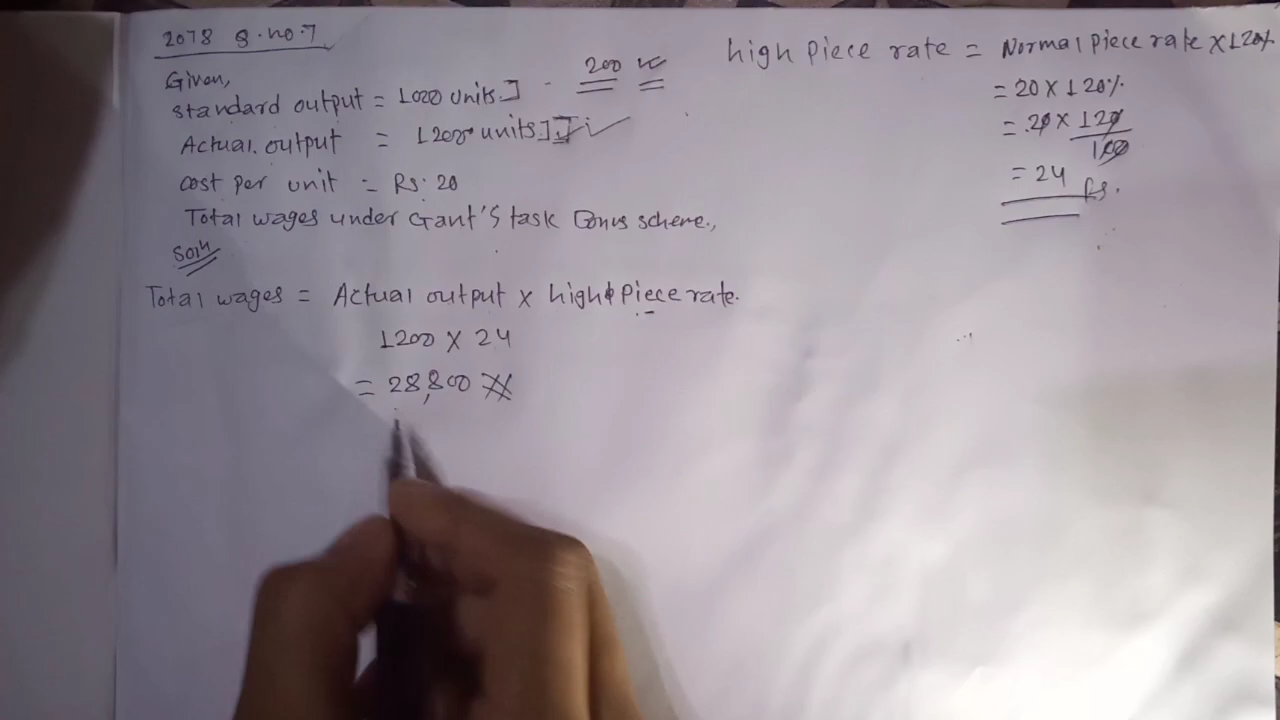 2078 Q.no.7
Given,
standard output = 1000 units.] - 200
Actual output = 1200 units]]
cost per unit = Rs. 20
Total wages under Gant's task Bonus scheme.,
Soln
Total wages = Actual output x high piece rate.
1200 x 24
= 28,800
high piece rate = Normal piece rate x 120%
= 20 x 120%
= 20 x 120
100
= 24 Rs.